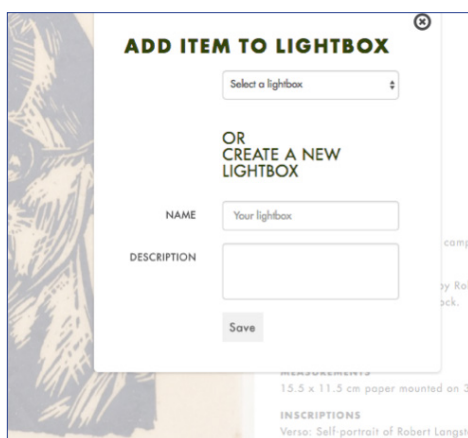 ADD ITEM TO LIGHTBOX
Select a lightbox
OR
CREATE A NEW
LIGHTBOX
NAME
Your lightbox
DESCRIPTION
Save
by
MEASUREMENTS
15.5 x 11.5 cm paper mounted on
INSCRIPTIONS
Verso: Self-portrait of Robert